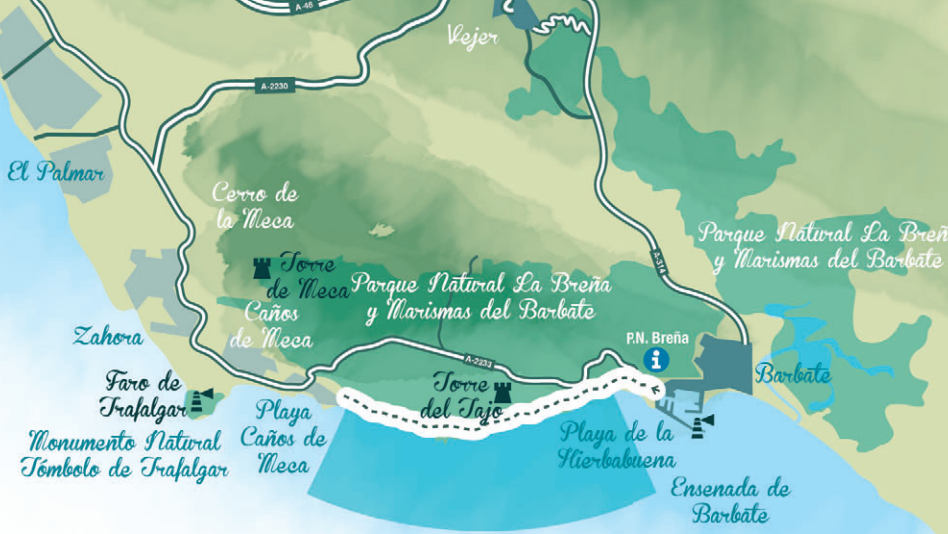 A-48
Vejer
A-2230
El Palmar
Cerro de
la Meca
Parque Natural La Breñ
y Marismas del Barbate
A-314
Torre
de Meca
Parque Natural La Breña
y Marismas del Barbate
Caños
de Meca
Zahora
P.N. Breña
i
A-2233
Barbate
Faro de
Trafalgar
Torre
del Tajo
Playa
Caños de
Meca
Monumento Natural
Tómbolo de Trafalgar
Playa de la
Hierbabuena
Ensenada de
Barbate